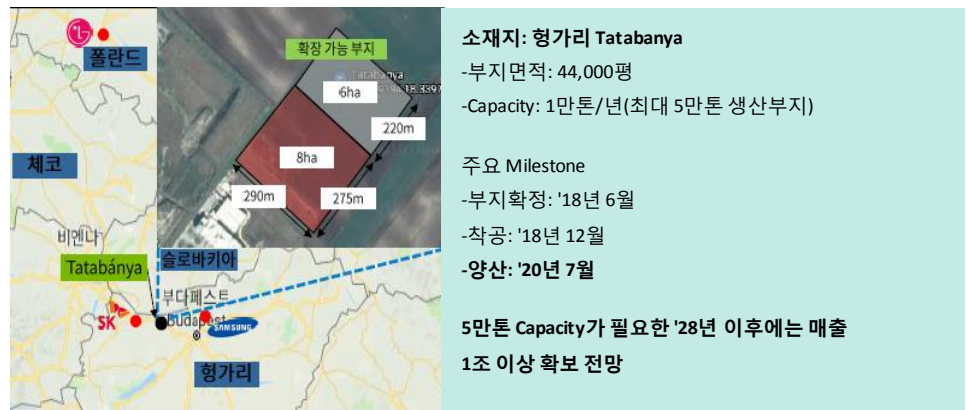 LG
폴란드
체코
비엔나
Tatabánya
슬로바키아
부다페스트
Budapest
SK
SAMSUNG
헝가리
확장 가능 부지
Tatabanya
6ha
220m
8ha
290m
275m
소재지: 헝가리 Tatabanya
-부지면적: 44,000평
-Capacity: 1만톤/년(최대 5만톤 생산부지)
주요 Milestone
-부지확정: '18년 6월
-착공: '18년 12월
-양산: '20년 7월
5만톤 Capacity가 필요한 '28년 이후에는 매출
1조 이상 확보 전망